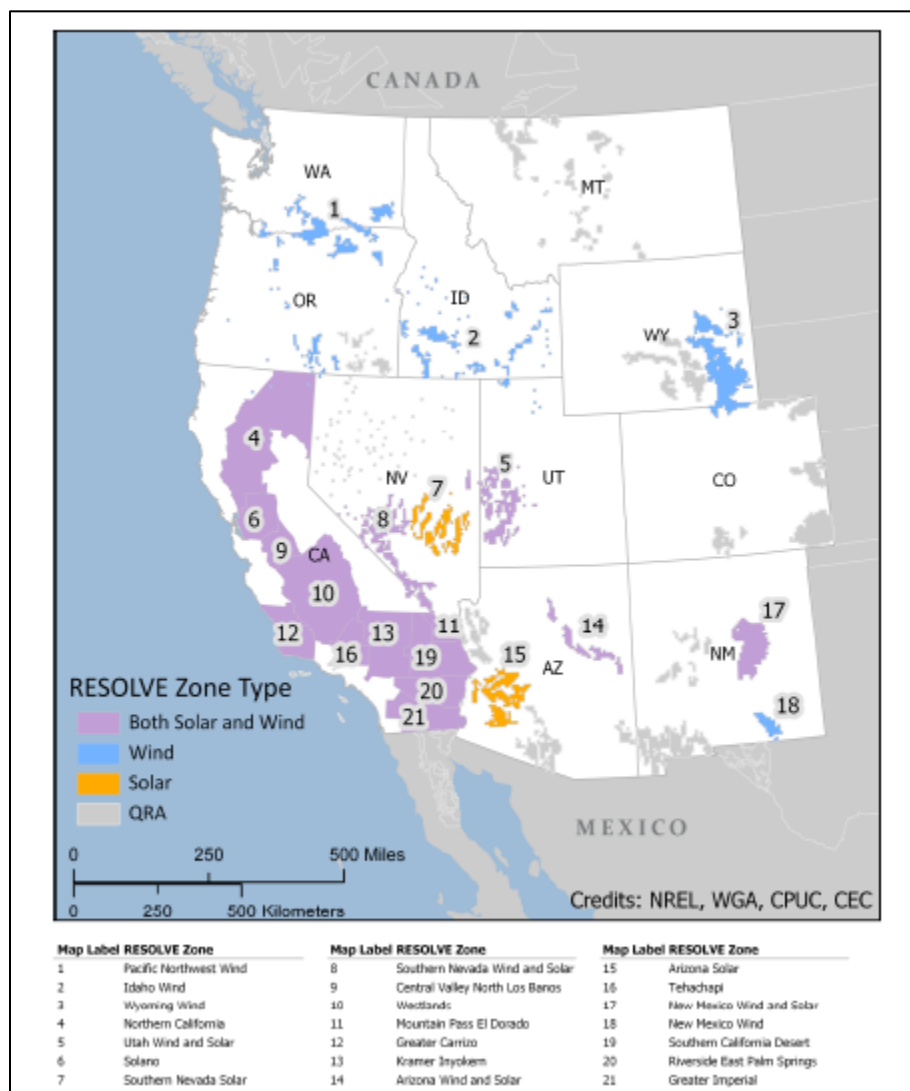 CANADA
WA
MT
1
OR
ID
2
WY
3
4
NV
7
5
UT
CO
8
6
9
CA
10
12
13
11
16
19
14
15
AZ
17
NM
18
20
21
RESOLVE Zone Type
Both Solar and Wind
Wind
Solar
QRA
MEXICO
0 250 500 Miles
0 250 500 Kilometers
Credits: NREL, WGA, CPUC, CEC
Map Label RESOLVE Zone Map Label RESOLVE Zone Map Label RESOLVE Zone
1 Pacific Northwest Wind 8 Southern Nevada Wind and Solar 15 Arizona Solar
2 Idaho Wind 9 Central Valley North Los Banos 16 Tehachapi
3 Wyoming Wind 10 Westlands 17 New Mexico Wind and Solar
4 Northern California 11 Mountain Pass El Dorado 18 New Mexico Wind
5 Utah Wind and Solar 12 Greater Carrizo 19 Southern California Desert
6 Solano 13 Kramer Inyokern 20 Riverside East Palm Springs
7 Southern Nevada Solar 14 Arizona Wind and Solar 21 Greater Imperial